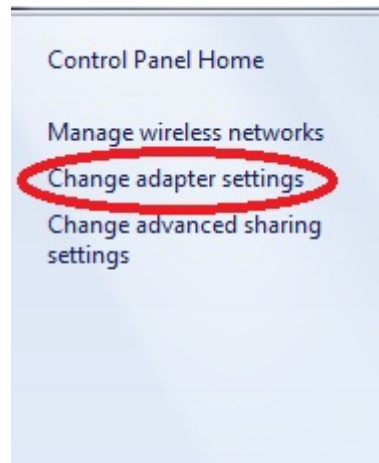 Control Panel Home
Manage wireless networks
Change adapter settings
Change advanced sharing
settings